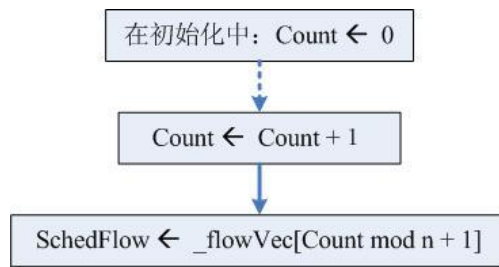 在初始化中：Count ← 0
Count ← Count + 1
SchedFlow ← _flowVec[Count mod n + 1]